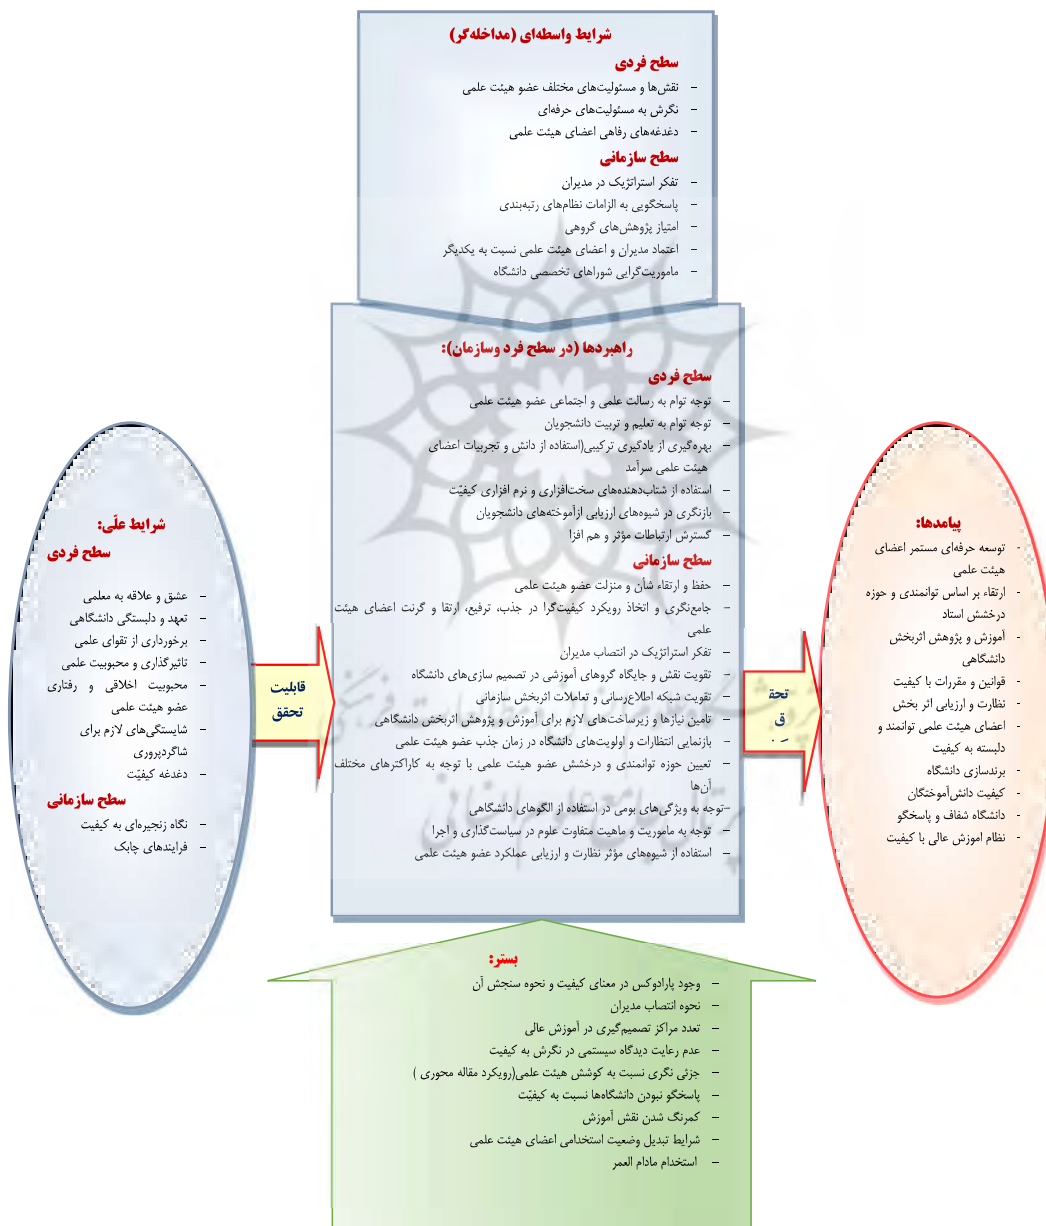 شرایط واسطه‌ای (مداخله‌گر)
سطح فردی
- نقش‌ها و مسئولیت‌های مختلف عضو هیئت علمی
- نگرش به مسئولیت‌های حرفه‌ای
- دغدغه‌های رفاهی اعضای هیئت علمی
سطح سازمانی
- تفکر استراتژیک در مدیران
- پاسخگویی به الزامات نظام‌های رتبه‌بندی
- امتیاز پژوهش‌های گروهی
- اعتماد مدیران و اعضای هیئت علمی نسبت به یکدیگر
- ماموریت‌گرایی شوراهای تخصصی دانشگاه
شرایط علّی:
سطح فردی
- عشق و علاقه به معلمی
- تعهد و دلبستگی دانشگاهی
- برخورداری از تقوای علمی
- تاثیرگذاری و محبوبیت علمی
- محبوبیت اخلاقی و رفتاری
عضو هیئت علمی
- شایستگی‌های لازم برای
شاگردپروری
- دغدغه کیفیّت
سطح سازمانی
- نگاه زنجیره‌ای به کیفیت
- فرایندهای چابک
قابلیت
تحقق
راهبردها (در سطح فرد وسازمان):
سطح فردی
- توجه توام به رسالت علمی و اجتماعی عضو هیئت علمی
- توجه توام به تعلیم و تربیت دانشجویان
- بهره‌گیری از یادگیری ترکیبی(استفاده از دانش و تجربیات اعضای
هیئت علمی سرآمد
- استفاده از شتاب‌دهنده‌های سخت‌افزاری و نرم افزاری کیفیّت
- بازنگری در شیوه‌های ارزیابی ازآموخته‌های دانشجویان
- گسترش ارتباطات مؤثر و هم افزا
سطح سازمانی
- حفظ و ارتقاء شأن و منزلت عضو هیئت علمی
- جامع‌نگری و اتخاذ رویکرد کیفیت‌گرا در جذب، ترفیع، ارتقا و گرنت اعضای هیئت
علمی
- تفکر استراتژیک در انتصاب مدیران
- تقویت نقش و جایگاه گروهای آموزشی در تصمیم سازی‌های دانشگاه
- تقویت شبکه اطلاع‌رسانی و تعاملات اثربخش سازمانی
- تامین نیازها و زیرساخت‌های لازم برای آموزش و پژوهش اثربخش دانشگاهی
- بازنمایی انتظارات و اولویت‌های دانشگاه در زمان جذب عضو هیئت علمی
- تعیین حوزه توانمندی و درخشش عضو هیئت علمی با توجه به کاراکترهای مختلف
آن‌ها
-توجه به ویژگی‌های بومی در استفاده از الگوهای دانشگاهی
- توجه به ماموریت و ماهیت متفاوت علوم در سیاست‌گذاری و اجرا
- استفاده از شیوه‌های مؤثر نظارت و ارزیابی عملکرد عضو هیئت علمی
تحق
ق
پیامدها:
- توسعه حرفه‌ای مستمر اعضای
هیئت علمی
- ارتقاء بر اساس توانمندی و حوزه
درخشش استاد
- آموزش و پژوهش اثربخش
دانشگاهی
- قوانین و مقررات با کیفیت
- نظارت و ارزیابی اثر بخش
- اعضای هیئت علمی توانمند و
دلبسته به کیفیت
- برندسازی دانشگاه
- کیفیت دانش‌آموختگان
- دانشگاه شفاف و پاسخگو
- نظام اموزش عالی با کیفیت
بستر:
- وجود پارادوکس در معنای کیفیت و نحوه سنجش آن
- نحوه انتصاب مدیران
- تعدد مراکز تصمیم‌گیری در آموزش عالی
- عدم رعایت دیدگاه سیستمی در نگرش به کیفیت
- جزئی نگری نسبت به کوشش هیئت علمی(رویکرد مقاله محوری )
- پاسخگو نبودن دانشگاه‌ها نسبت به کیفیّت
- کمرنگ شدن نقش آموزش
- شرایط تبدیل وضعیت استخدامی اعضای هیئت علمی
- استخدام مادام العمر